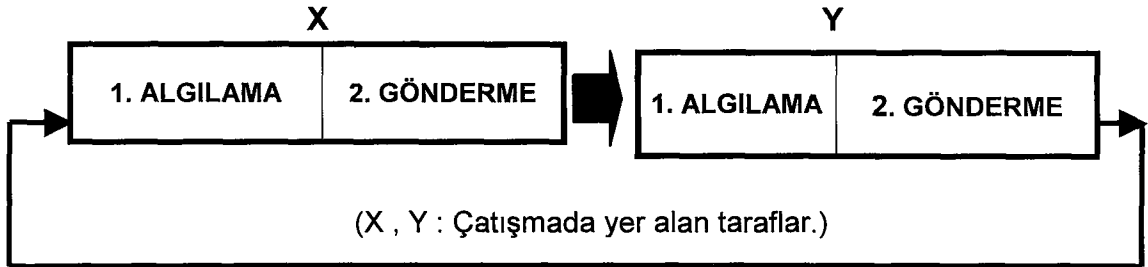 X Y
1. ALGILAMA 2. GÖNDERME 1. ALGILAMA 2. GÖNDERME
(X , Y : Çatışmada yer alan taraflar.)